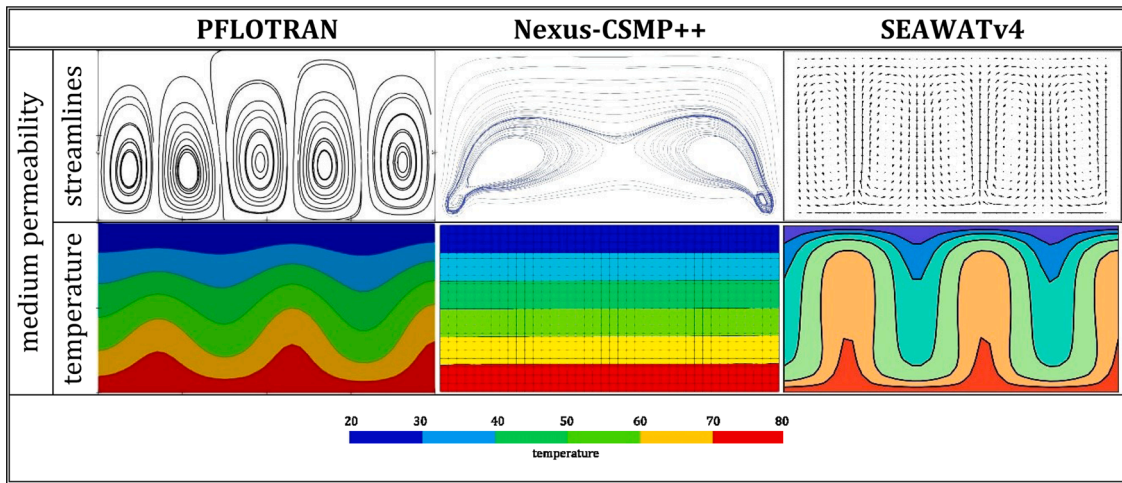 PFLOTRAN
Nexus-CSMP++
SEAWATv4
medium permeability
streamlines
temperature
20 30 40 50 60 70 80
temperature